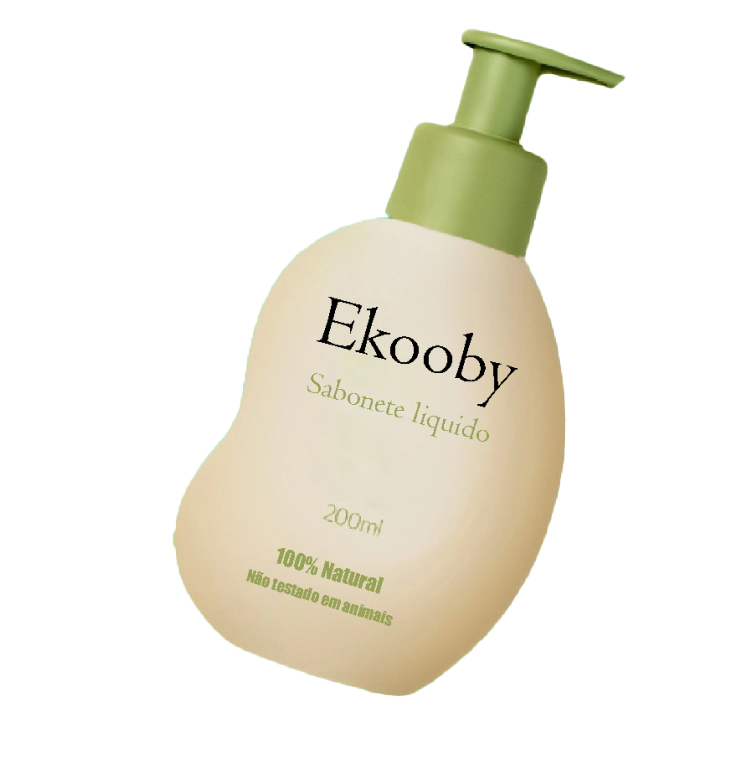 Ekooby
Sabonete liquido
200ml
100% Natural
Não testado em animais